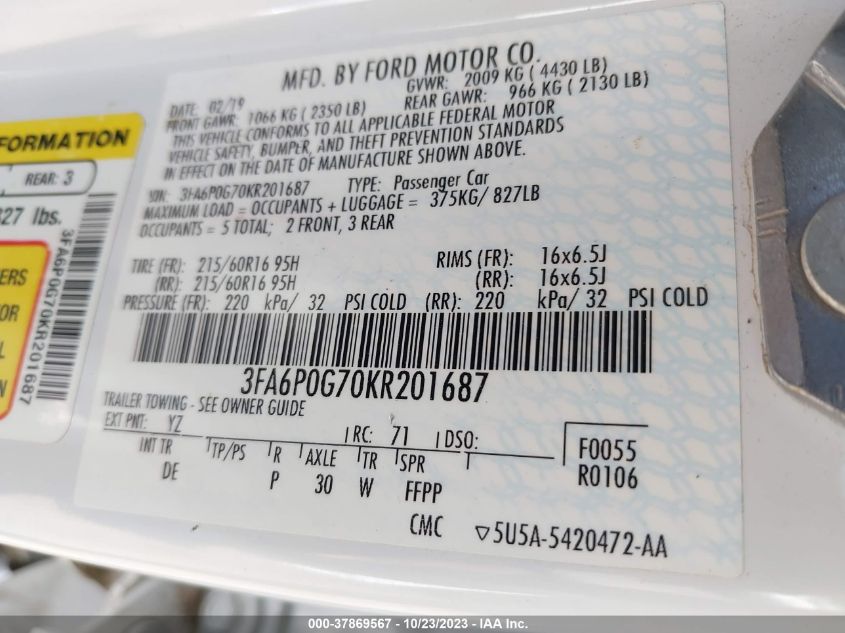 MFD. BY FORD MOTOR CO.
DATE: 02/19 GVWR: 2009 KG ( 4430 LB)
FRONT GAWR: 1066 KG ( 2350 LB) REAR GAWR: 966 KG ( 2130 LB)
THIS VEHICLE CONFORMS TO ALL APPLICABLE FEDERAL MOTOR
VEHICLE SAFETY, BUMPER, AND THEFT PREVENTION STANDARDS
IN EFFECT ON THE DATE OF MANUFACTURE SHOWN ABOVE.
VIN: 3FA6P0G70KR201687 TYPE: Passenger Car
MAXIMUM LOAD = OCCUPANTS + LUGGAGE = 375KG/ 827LB
OCCUPANTS = 5 TOTAL; 2 FRONT, 3 REAR
TIRE (FR): 215/60R16 95H RIMS (FR): 16x6.5J
(RR): 215/60R16 95H (RR): 16x6.5J
PRESSURE (FR): 220 kPa/ 32 PSI COLD (RR): 220 kPa/ 32 PSI COLD
3FA6P0G70KR201687
TRAILER TOWING - SEE OWNER GUIDE
EXT PNT: YZ RC: 71 DSO:
INT TR TP/PS R AXLE TR SPR
DE P 30 W FFPP
F0055
R0106
CMC
▽5U5A-5420472-AA
FORMATION
REAR: 3
827 lbs.
3FA6P0G70KR201687
000-37869567 - 10/23/2023 - IAA Inc.